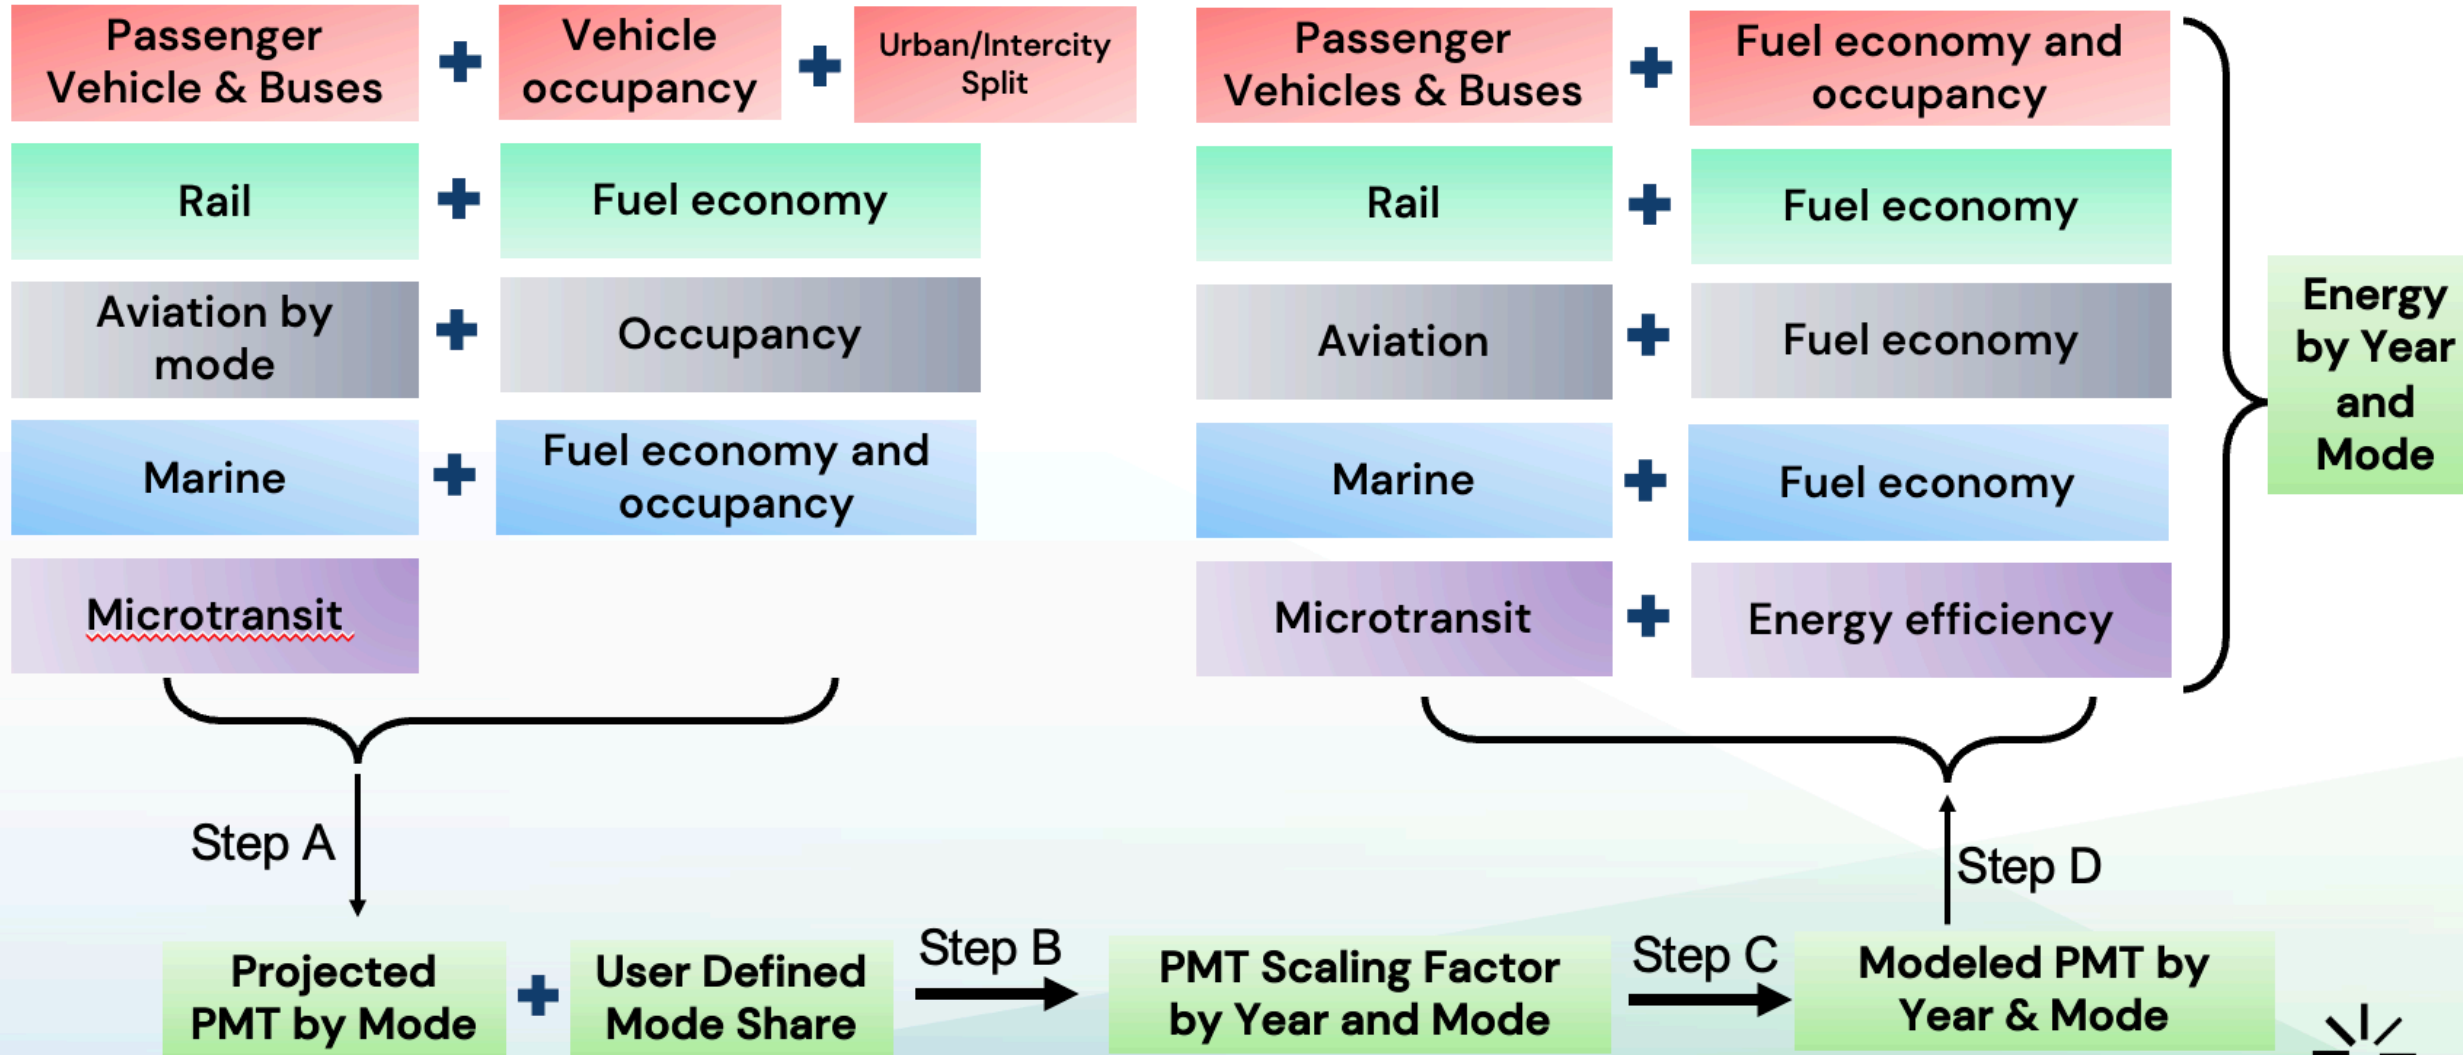 Passenger
Vehicle & Buses
Vehicle
occupancy
Urban/Intercity
Split
Rail
Fuel economy
Aviation by
mode
Occupancy
Marine
Fuel economy and
occupancy
Microtransit
Step A
Projected
PMT by Mode
User Defined
Mode Share
Step B
PMT Scaling Factor
by Year and Mode
Step C
Modeled PMT by
Year & Mode
Step D
Passenger
Vehicles & Buses
Fuel economy and
occupancy
Rail
Fuel economy
Aviation
Fuel economy
Marine
Fuel economy
Microtransit
Energy efficiency
Energy
by Year
and
Mode